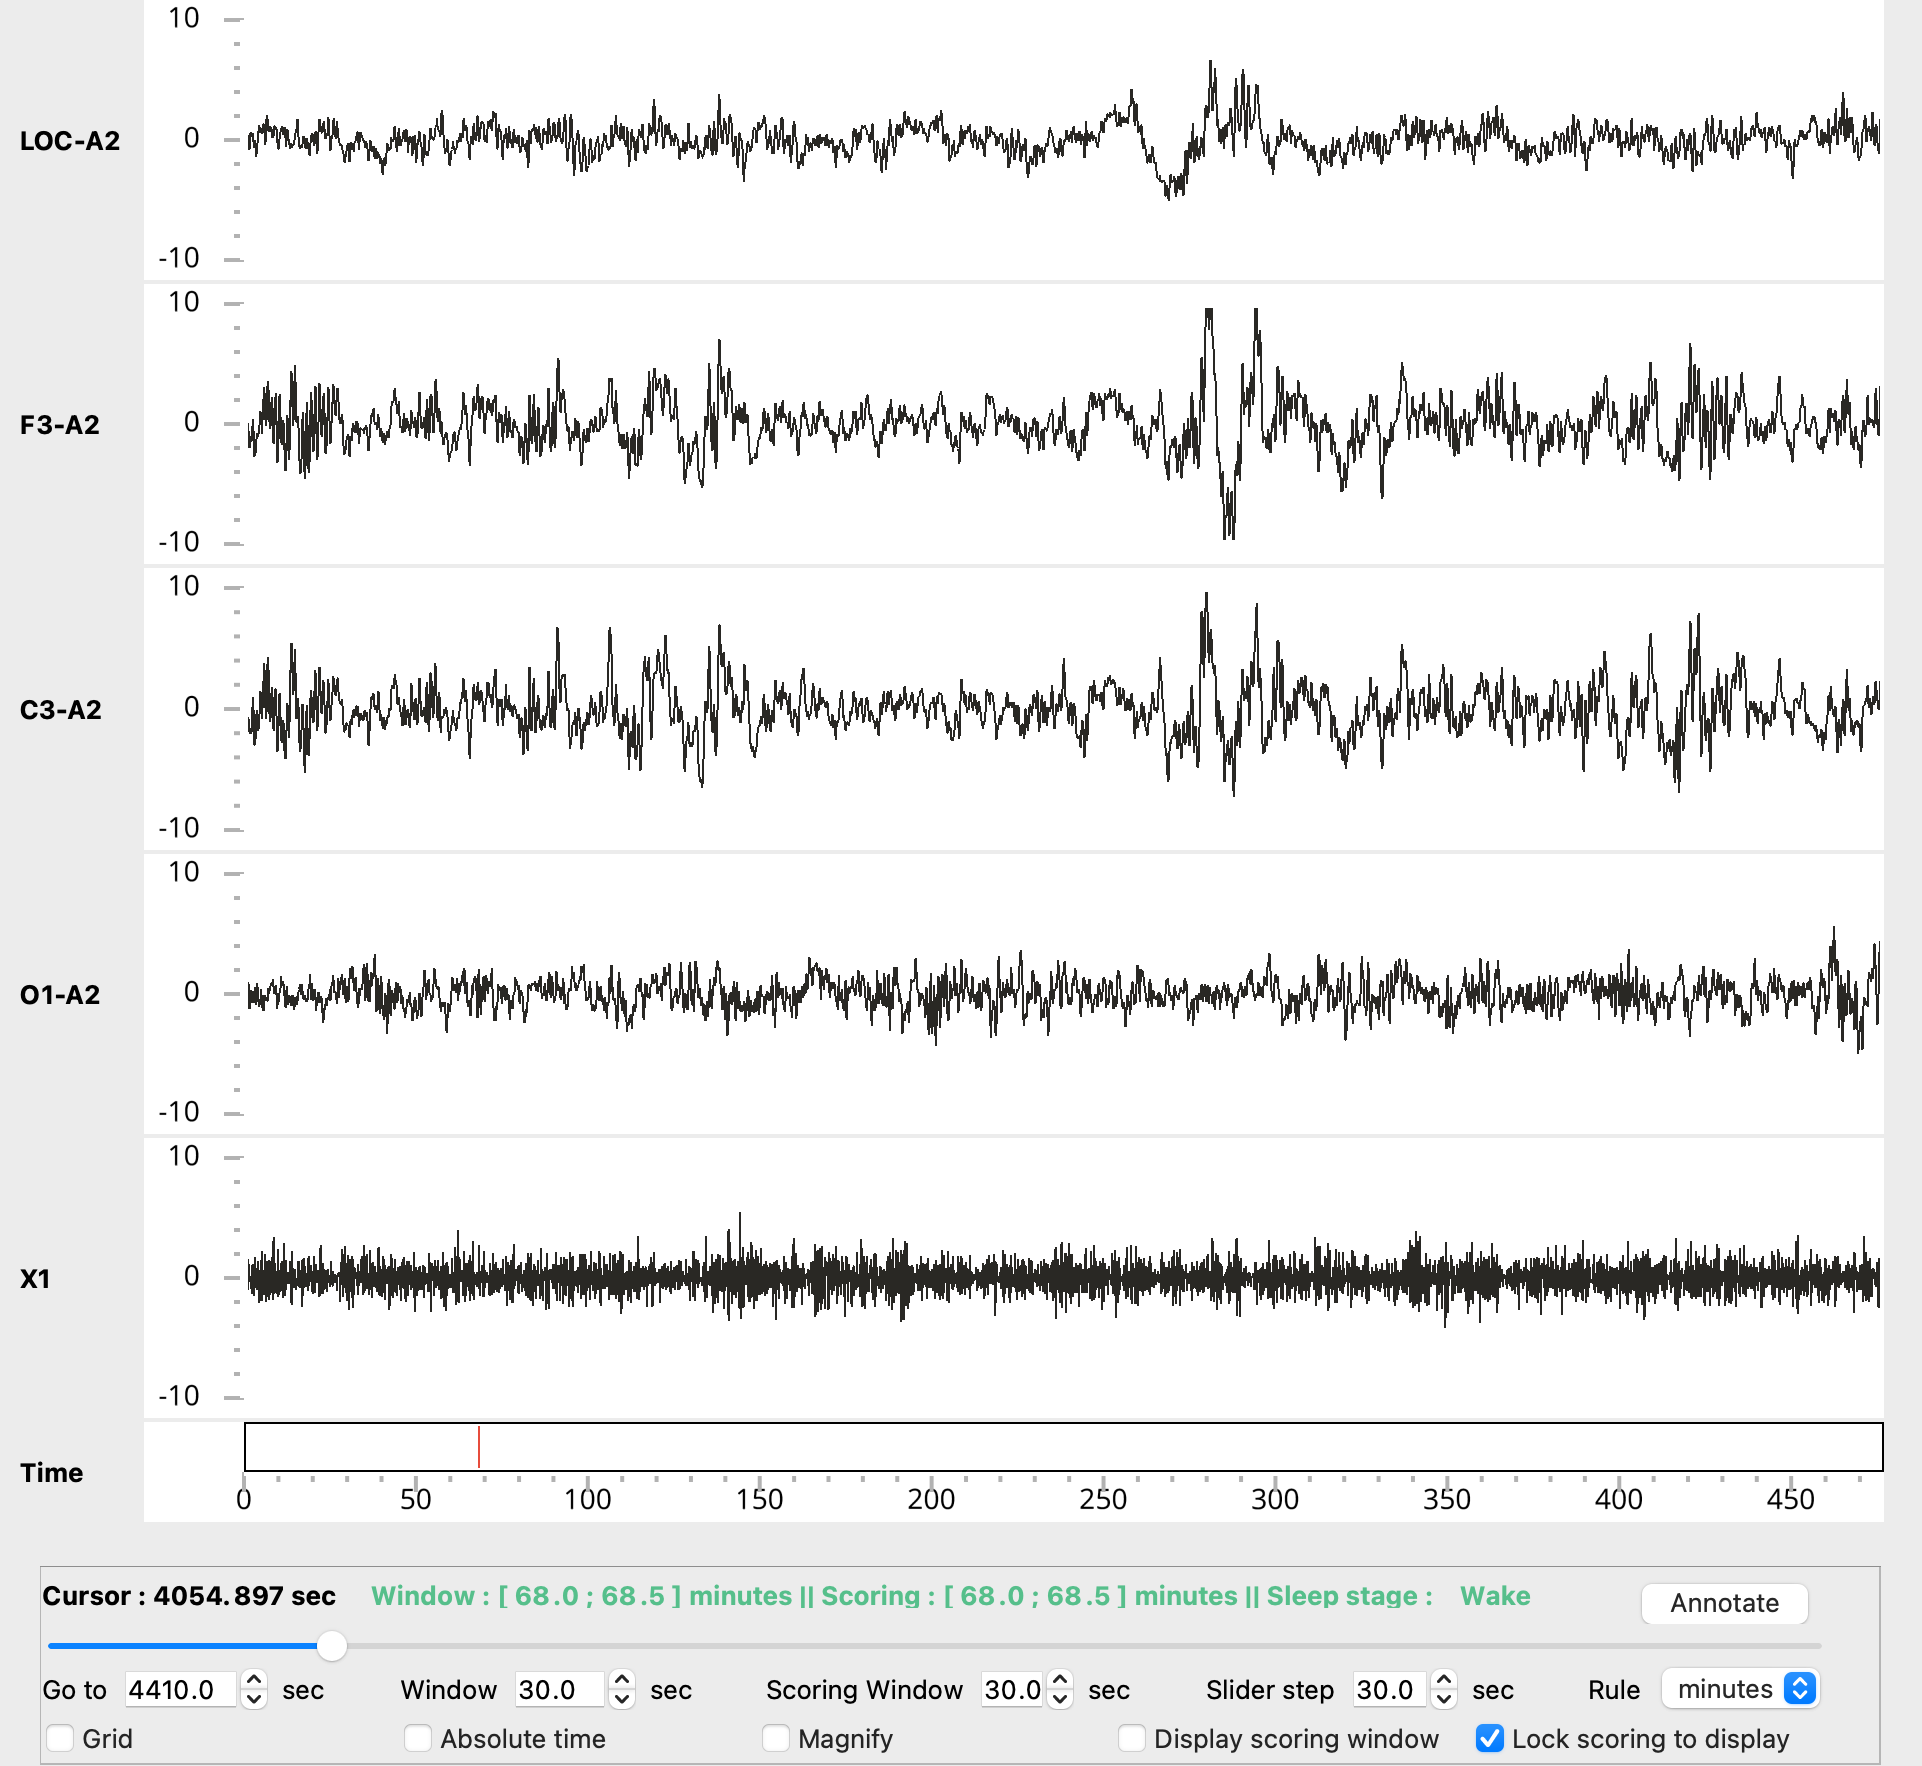 10
LOC-A2 0
-10
10
F3-A2 0
-10
10
C3-A2 0
-10
10
O1-A2 0
-10
10
X1 0
-10
Time
0 50 100 150 200 250 300 350 400 450
Cursor : 4054.897 sec Window : [ 68.0 ; 68.5 ] minutes || Scoring : [ 68.0 ; 68.5 ] minutes || Sleep stage : Wake Annotate
Go to 4410.0 sec Window 30.0 sec Scoring Window 30.0 sec Slider step 30.0 sec Rule minutes
Grid Absolute time Magnify Display scoring window Lock scoring to display